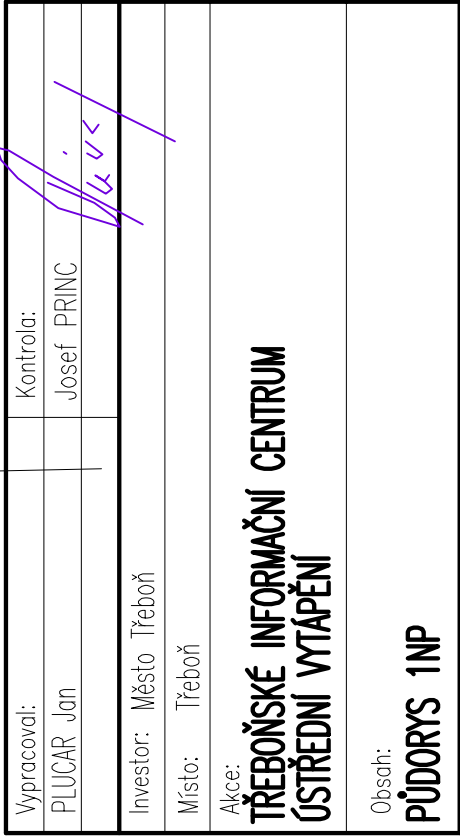 Vypracoval: Kontrola:
PLUCAR Jan Josef PRINC
Investor: Město Třeboň
Místo: Třeboň
Akce:
TŘEBOŇSKÉ INFORMAČNÍ CENTRUM
ÚSTŘEDNÍ VYTÁPĚNÍ
Obsah:
PŮDORYS 1NP